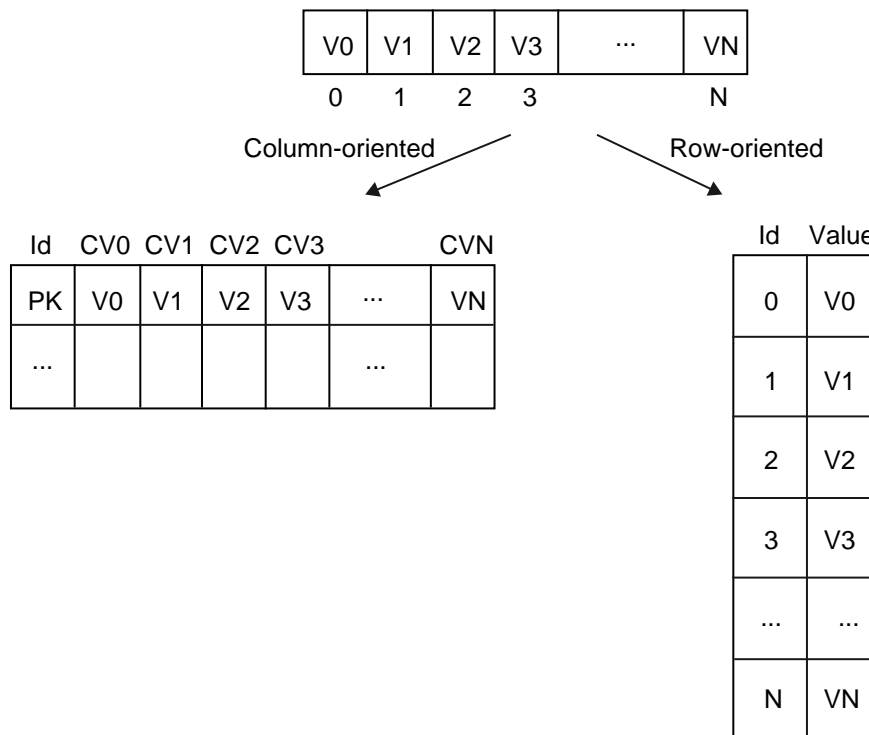 V0 V1 V2 V3 ... VN
0 1 2 3 N
Column-oriented Row-oriented
Id CV0 CV1 CV2 CV3 CVN
PK V0 V1 V2 V3 ... VN
... ...
Id Value
0 V0
1 V1
2 V2
3 V3
... ...
N VN